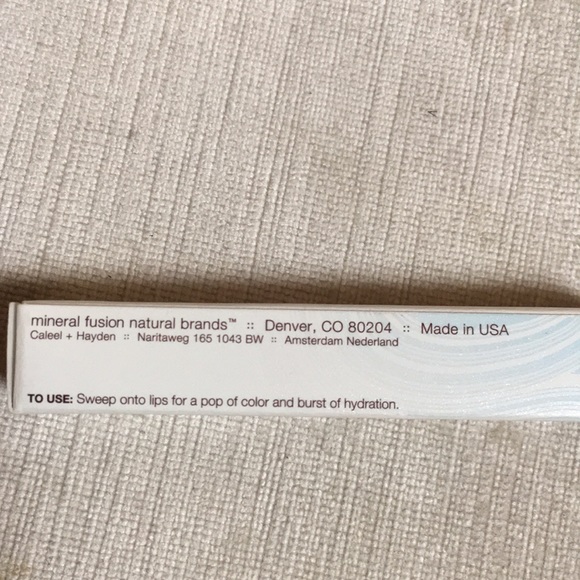 mineral fusion natural brands™ :: Denver, CO 80204 :: Made in USA
Caleel + Hayden :: Naritaweg 165 1043 BW :: Amsterdam Nederland
TO USE: Sweep onto lips for a pop of color and burst of hydration.